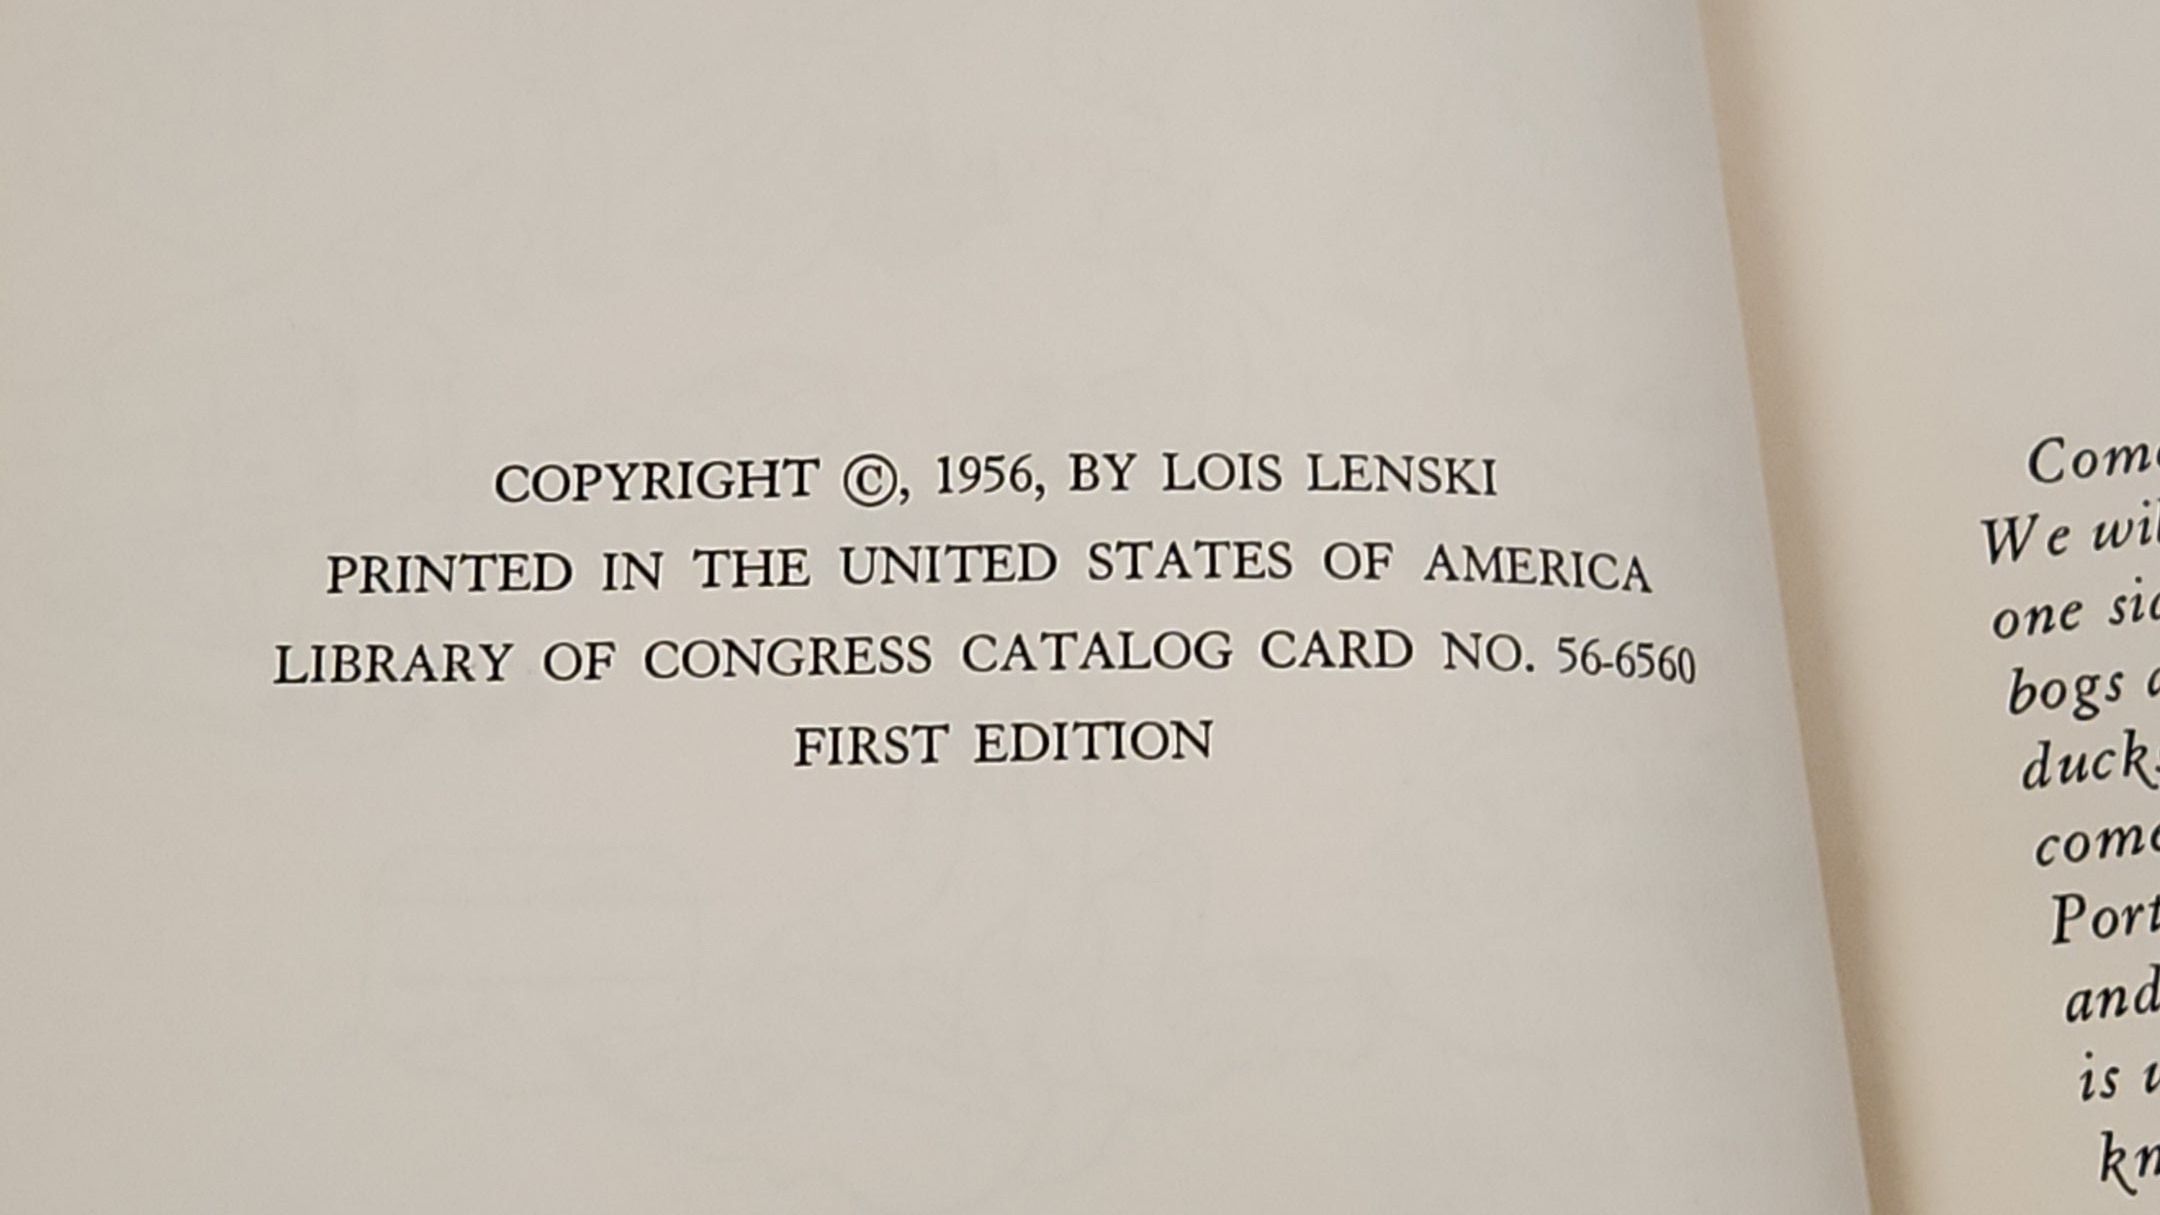 COPYRIGHT ©, 1956, BY LOIS LENSKI
PRINTED IN THE UNITED STATES OF AMERICA
LIBRARY OF CONGRESS CATALOG CARD NO. 56-6560
FIRST EDITION
We
one
bogs
and
is